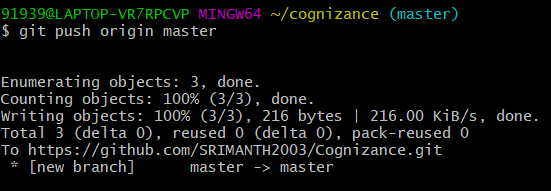 91939@LAPTOP-VR7RPCVP MINGW64 ~/cognizance (master)
$ git push origin master
Enumerating objects: 3, done.
Counting objects: 100% (3/3), done.
Writing objects: 100% (3/3), 216 bytes | 216.00 KiB/s, done.
Total 3 (delta 0), reused 0 (delta 0), pack-reused 0
To https://github.com/SRIMANTH2003/Cognizance.git
 * [new branch]      master -> master